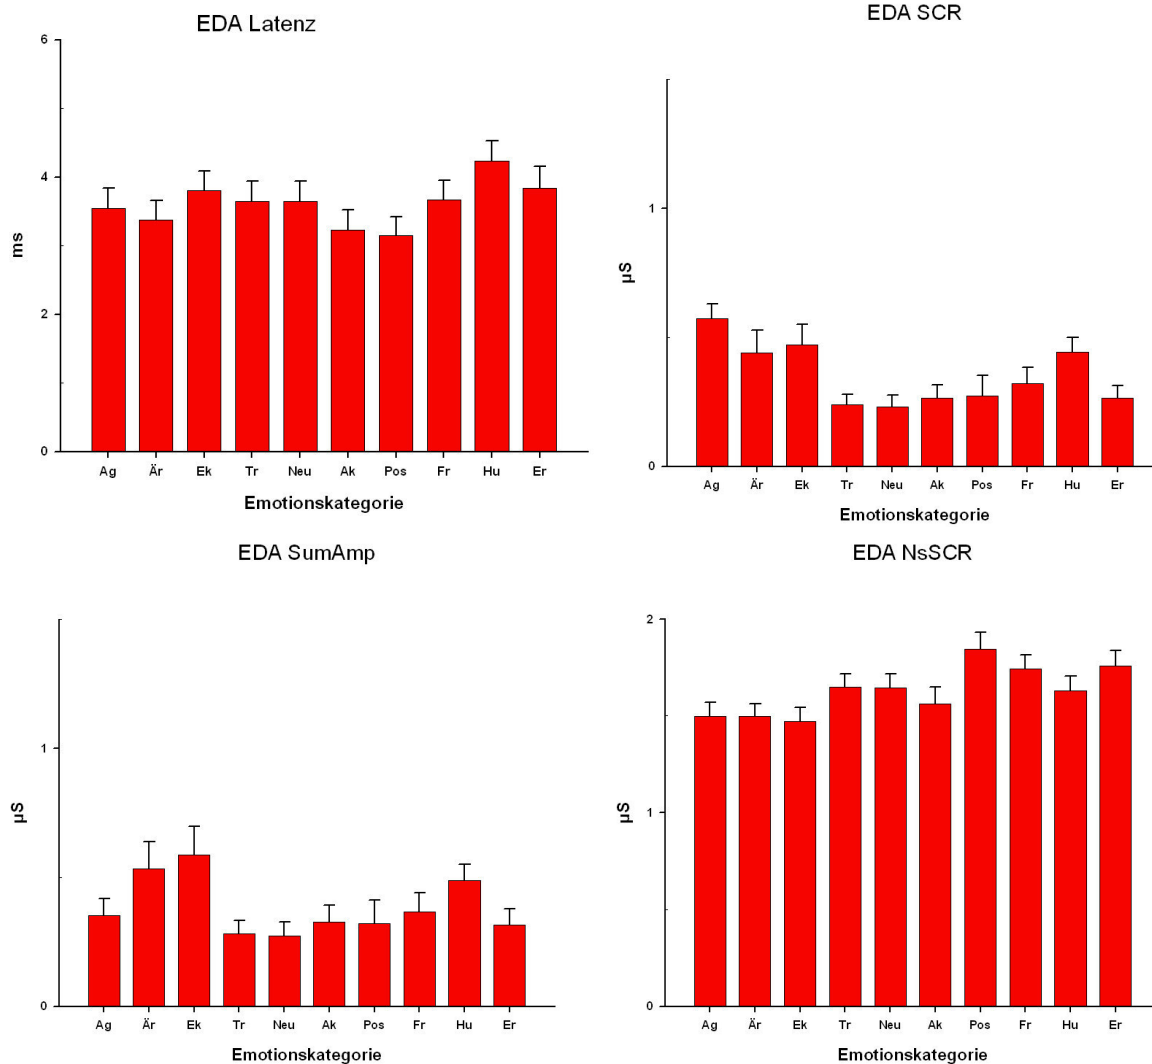 EDA Latenz
6
4
2
0
ms
Ag Är Ek Tr Neu Ak Pos Fr Hu Er
Emotionskategorie
EDA SCR
1
0
µS
Ag Är Ek Tr Neu Ak Pos Fr Hu Er
Emotionskategorie
EDA SumAmp
1
0
µS
Ag Är Ek Tr Neu Ak Pos Fr Hu Er
Emotionskategorie
EDA NsSCR
2
1
0
µS
Ag Är Ek Tr Neu Ak Pos Fr Hu Er
Emotionskategorie